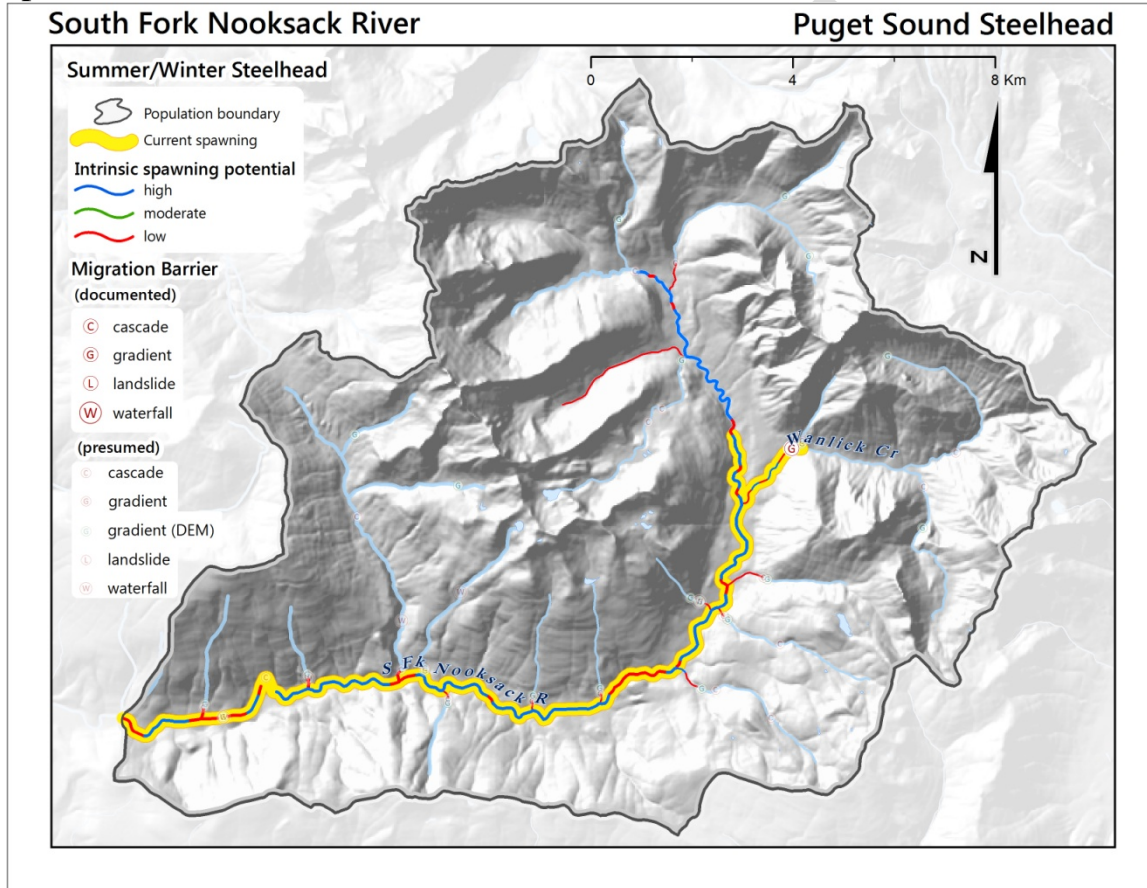 South Fork Nooksack River
Puget Sound Steelhead
Summer/Winter Steelhead
Population boundary
Current spawning
Intrinsic spawning potential
high
moderate
low
Migration Barrier
(documented)
C cascade
G gradient
L landslide
W waterfall
(presumed)
C cascade
G gradient
G gradient (DEM)
L landslide
W waterfall
0 4 8 Km
N
G Wanlick Cr
S Fk Nooksack R